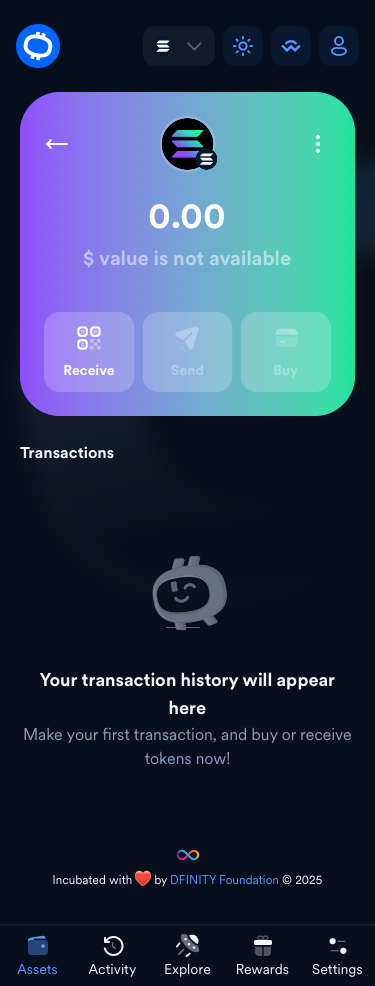 0.00
$ value is not available
Receive
Send
Buy
Transactions
Your transaction history will appear
here
Make your first transaction, and buy or receive
tokens now!
Incubated with ❤️ by DFINITY Foundation © 2025
Assets
Activity
Explore
Rewards
Settings